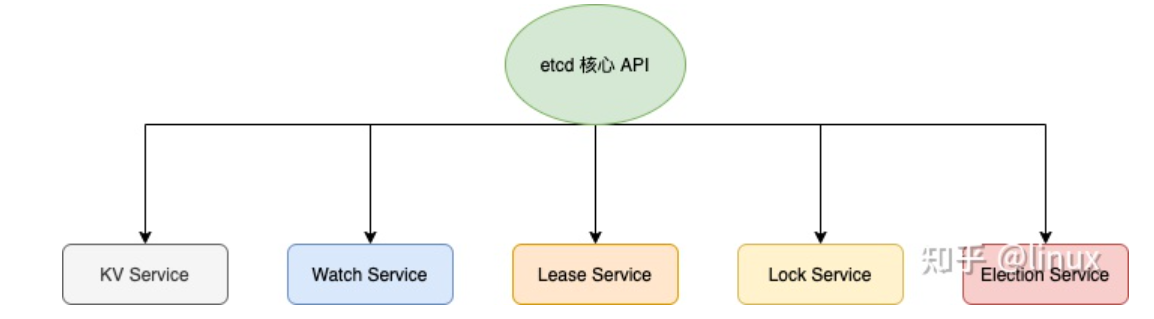 etcd 核心 API
KV Service
Watch Service
Lease Service
Lock Service
Election Service
知乎 @linux